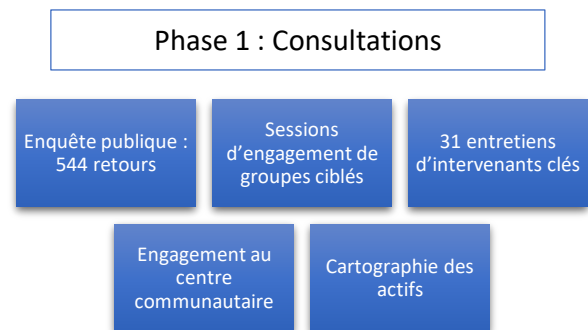 Phase 1 : Consultations
Enquête publique :
544 retours
Sessions
d’engagement de
groupes ciblés
31 entretiens
d’intervenants clés
Engagement au
centre
communautaire
Cartographie des
actifs